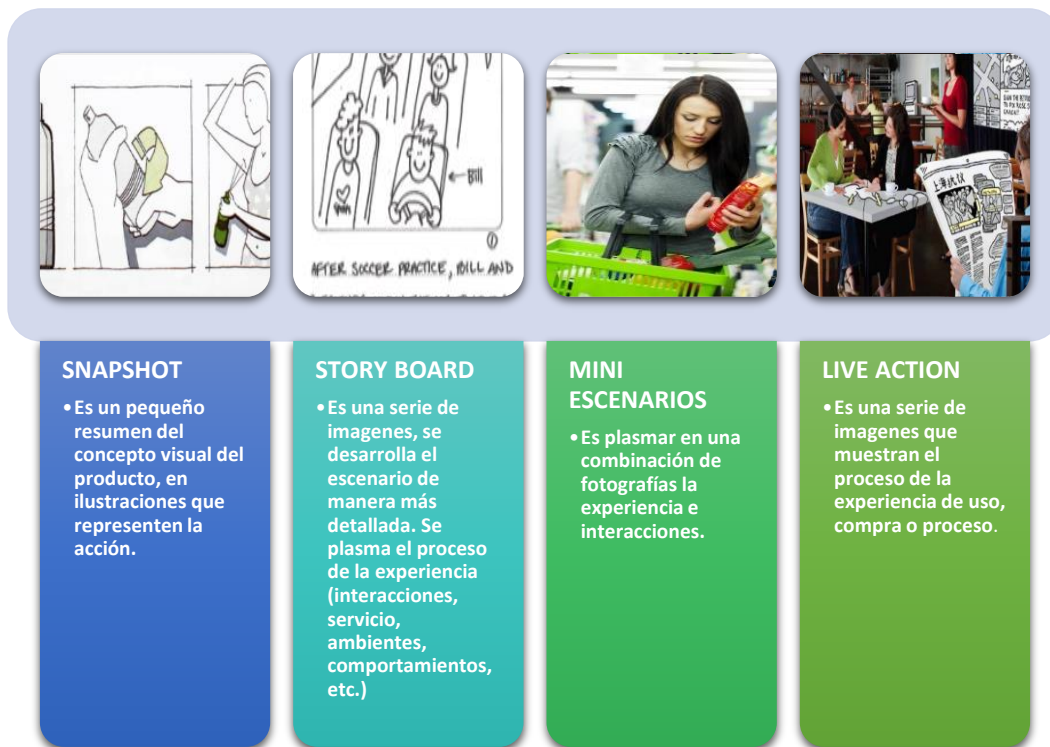 Bill
①
AFTER SOCCER PRACTICE, BILL AND
SNAPSHOT
•Es un pequeño
resumen del
concepto visual del
producto, en
ilustraciones que
representen la
acción.
STORY BOARD
•Es una serie de
imagenes, se
desarrolla el
escenario de
manera más
detallada. Se
plasma el proceso
de la experiencia
(interacciones,
servicio,
ambientes,
comportamientos,
etc.)
MINI
ESCENARIOS
•Es plasmar en una
combinación de
fotografías la
experiencia e
interacciones.
LIVE ACTION
•Es una serie de
imagenes que
muestran el
proceso de la
experiencia de uso,
compra o proceso.